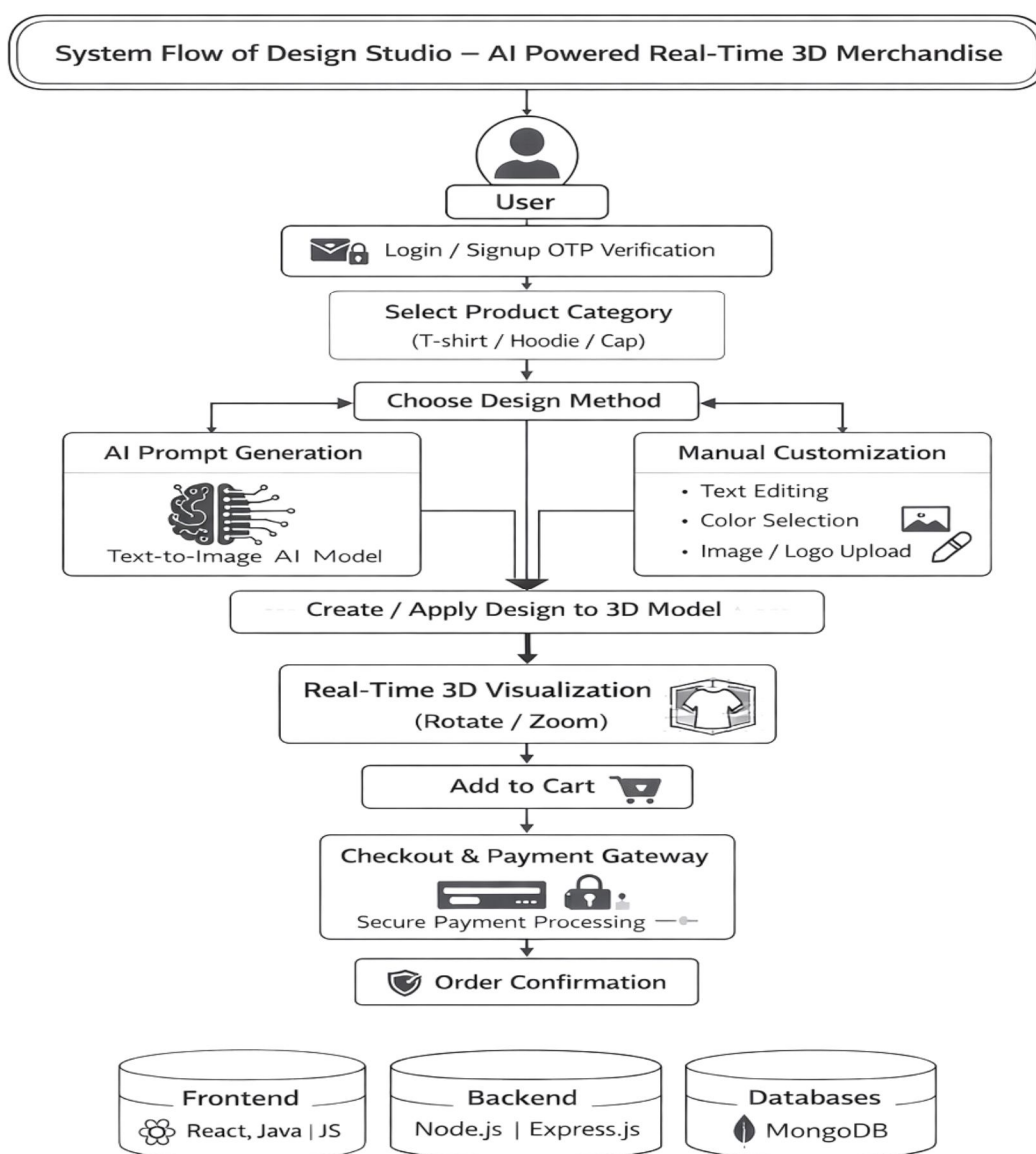 System Flow of Design Studio – AI Powered Real-Time 3D Merchandise
User
Login / Signup OTP Verification
Select Product Category
(T-shirt / Hoodie / Cap)
Choose Design Method
AI Prompt Generation
Text-to-Image AI Model
Manual Customization
• Text Editing
• Color Selection
• Image / Logo Upload
Create / Apply Design to 3D Model
Real-Time 3D Visualization
(Rotate / Zoom)
Add to Cart
Checkout & Payment Gateway
Secure Payment Processing
Order Confirmation
Frontend
React, Java | JS
Backend
Node.js | Express.js
Databases
MongoDB